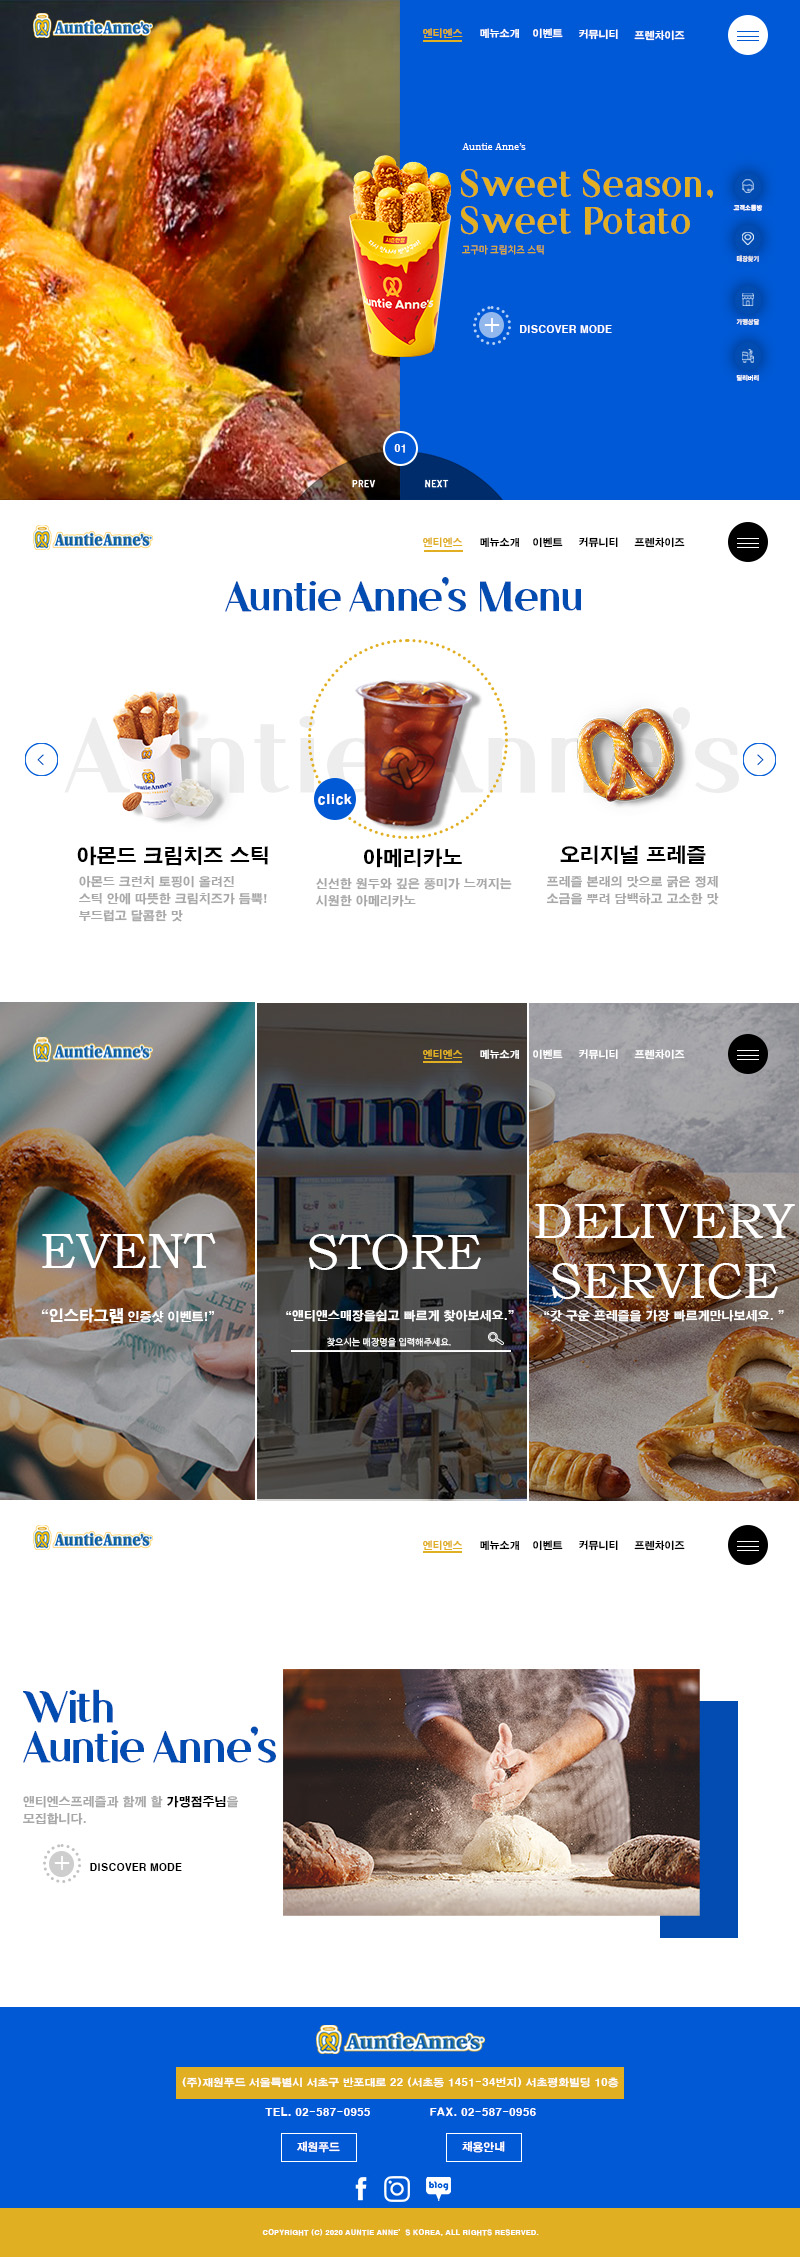 Auntie Anne's
엔티엔스 메뉴소개 이벤트 커뮤니티 프렌차이즈
Auntie Anne's
Sweet Season,
Sweet Potato
고구마 크림치즈 스틱
고객소통방
매장찾기
가맹상담
딜리버리
Auntie Anne's
DISCOVER MODE
01
PREV NEXT
Auntie Anne's
엔티엔스 메뉴소개 이벤트 커뮤니티 프렌차이즈
Auntie Anne's Menu
Auntie Anne's
click
아몬드 크림치즈 스틱
아몬드 크런치 토핑이 올려진
스틱 안에 따뜻한 크림치즈가 듬뿍!
부드럽고 달콤한 맛
아메리카노
신선한 원두와 깊은 풍미가 느껴지는
시원한 아메리카노
오리지널 프레즐
프레즐 본래의 맛으로 굵은 정제
소금을 뿌려 담백하고 고소한 맛
Auntie Anne's
엔티엔스 메뉴소개 이벤트 커뮤니티 프렌차이즈
Auntie
EVENT
“인스타그램 인증샷 이벤트!”
STORE
“앤티앤스매장을쉽고 빠르게 찾아보세요.”
찾으시는 매장명을 입력해주세요.
DELIVERY
SERVICE
“갓 구운 프레즐을 가장 빠르게만나보세요. ”
Auntie Anne's
엔티엔스 메뉴소개 이벤트 커뮤니티 프렌차이즈
With
Auntie Anne's
앤티엔스프레즐과 함께 할 가맹점주님을
모집합니다.
DISCOVER MODE
Auntie Anne's
(주)재원푸드 서울특별시 서초구 반포대로 22 (서초동 1451-34번지) 서초평화빌딩 10층
TEL. 02-587-0955 FAX. 02-587-0956
재원푸드 채용안내
blog
COPYRIGHT (C) 2020 AUNTIE ANNE' S KOREA, ALL RIGHTS RESERVED.